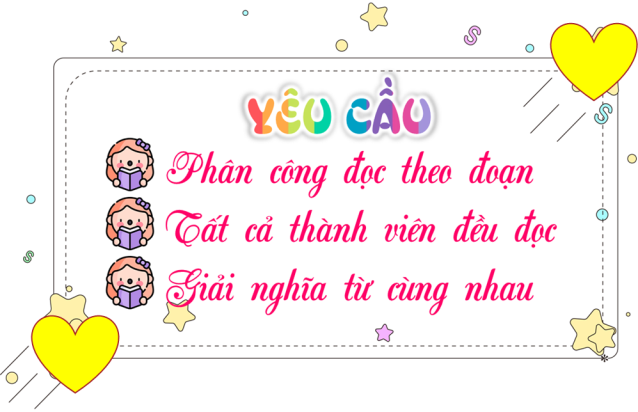 YÊU CẦU
Phân công đọc theo đoạn
Tất cả thành viên đều đọc
Giải nghĩa từ cùng nhau